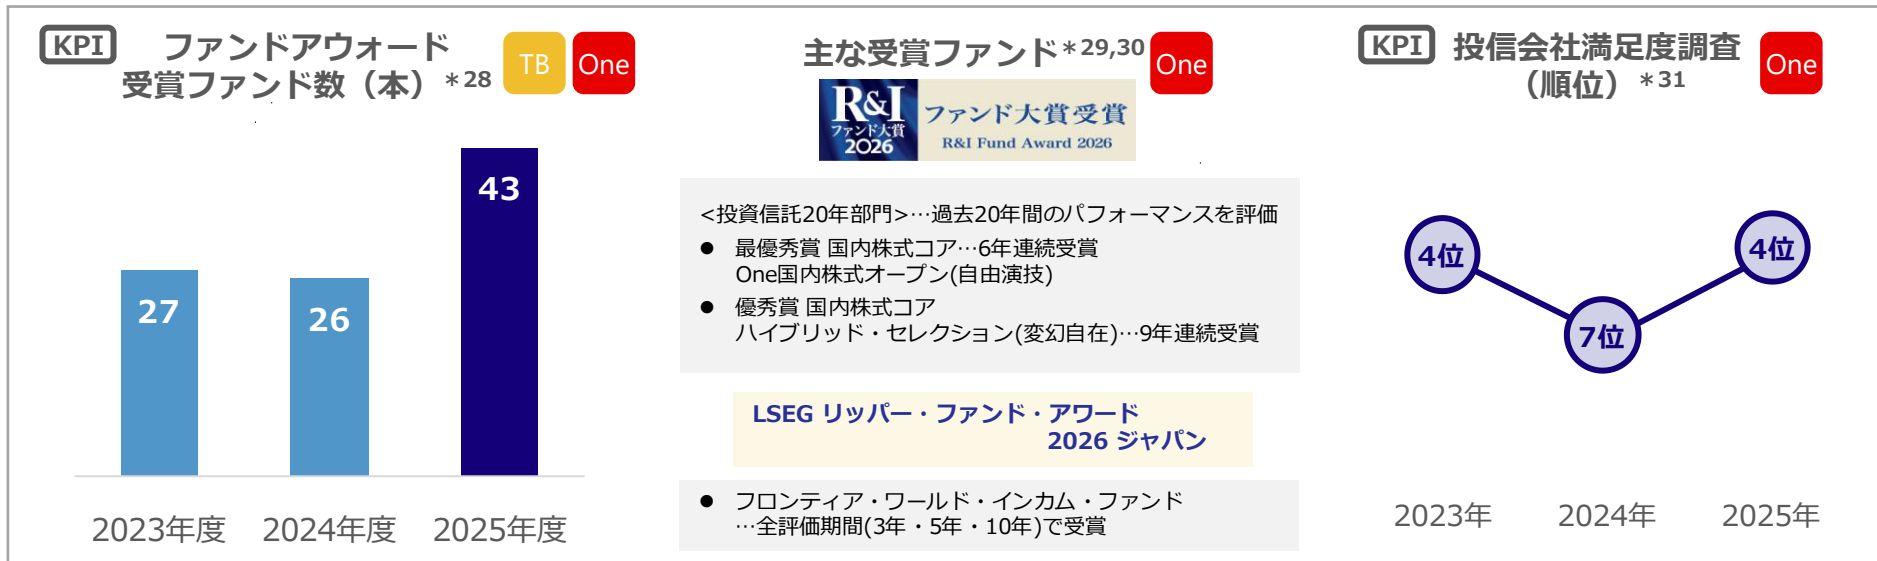 KPI ファンドアウォード
受賞ファンド数（本）＊28
TB One
43
27
26
2023年度 2024年度 2025年度
主な受賞ファンド＊29,30
One
R&I
ファンド大賞
2026
ファンド大賞受賞
R&I Fund Award 2026
<投資信託20年部門>…過去20年間のパフォーマンスを評価
● 最優秀賞 国内株式コア…6年連続受賞
One国内株式オープン(自由演技)
● 優秀賞 国内株式コア
ハイブリッド・セレクション(変幻自在)…9年連続受賞
LSEG リッパー・ファンド・アワード
2026 ジャパン
● フロンティア・ワールド・インカム・ファンド
…全評価期間(3年・5年・10年)で受賞
KPI 投信会社満足度調査
（順位）＊31
One
4位
7位
4位
2023年 2024年 2025年